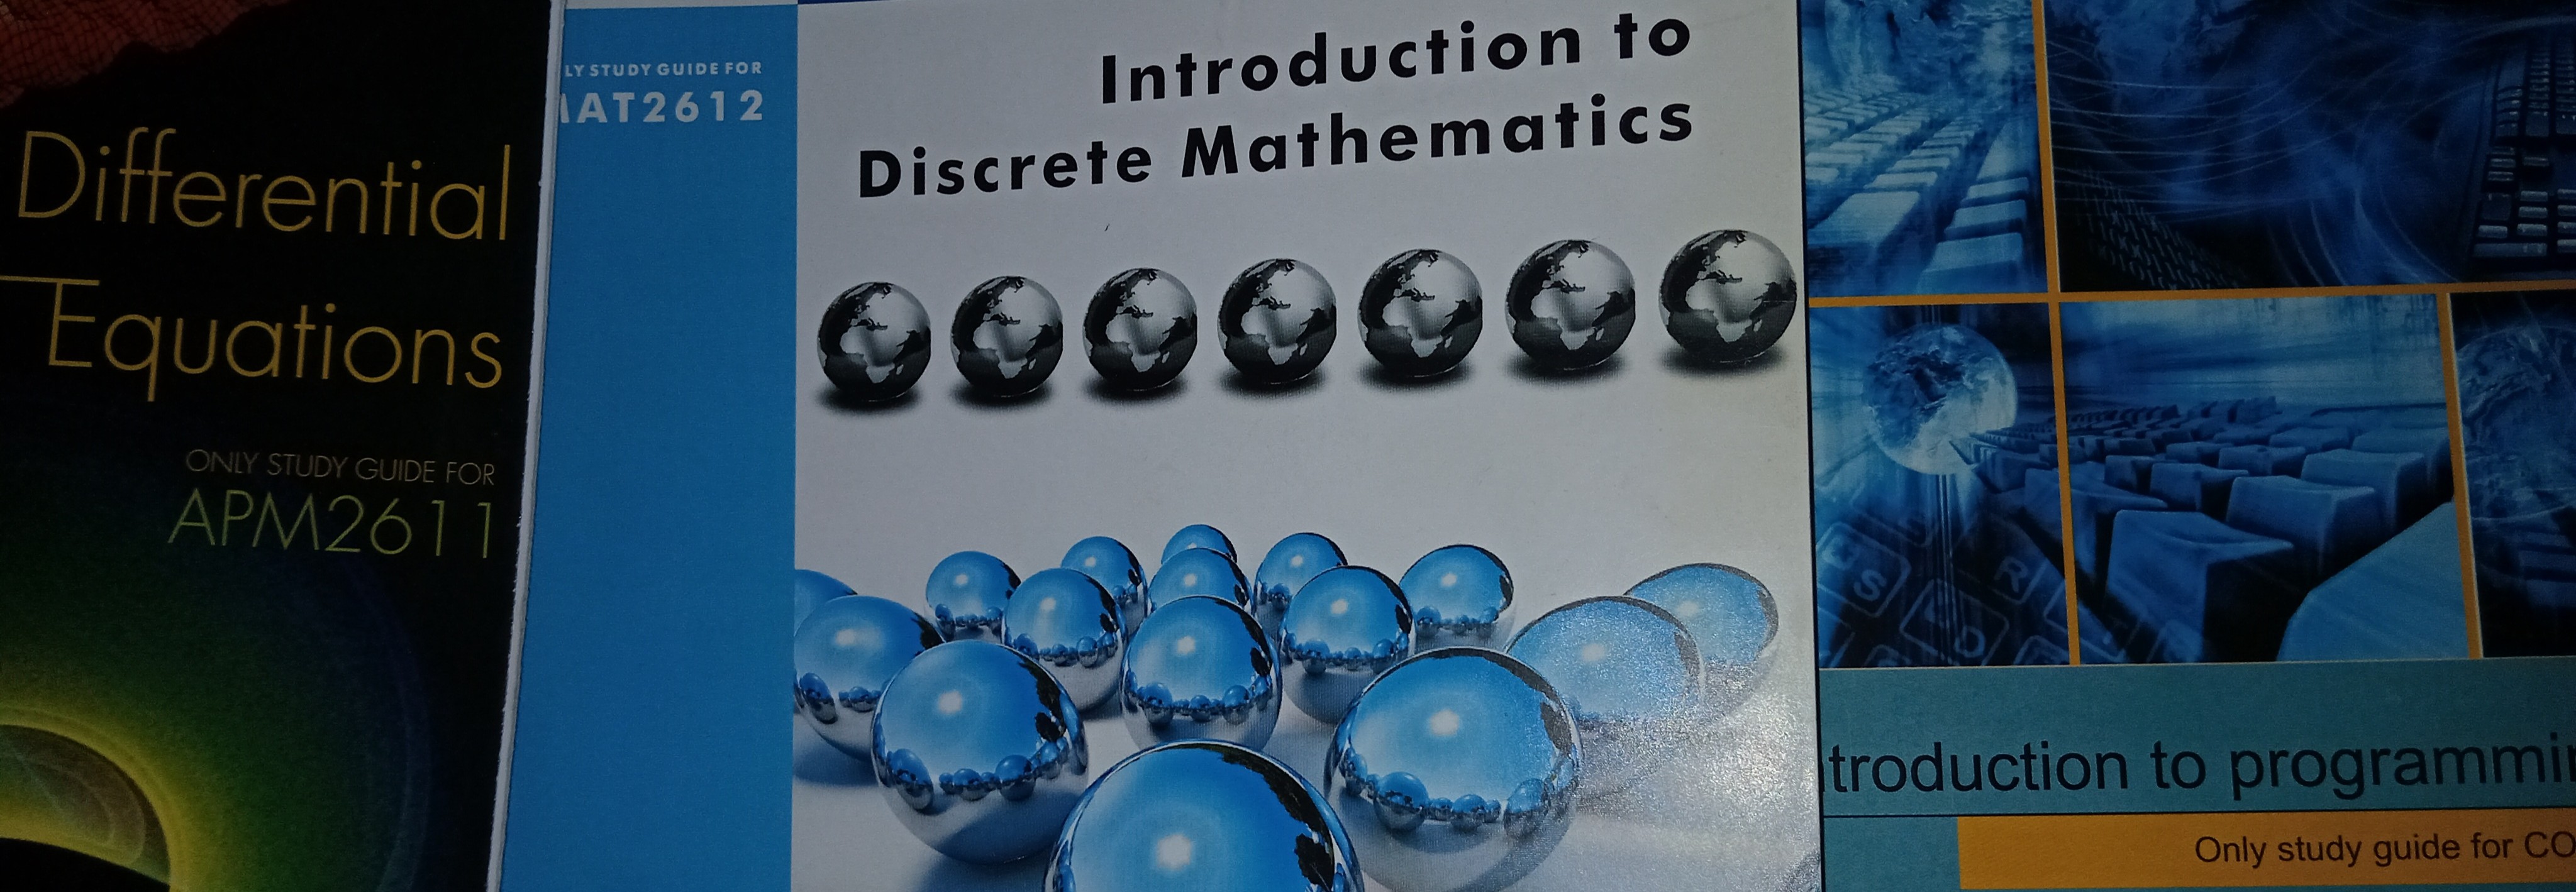 Differential
Equations
ONLY STUDY GUIDE FOR
APM2611
LY STUDY GUIDE FOR
MAT2612
Introduction to
Discrete Mathematics
troduction to programmi
Only study guide for CO